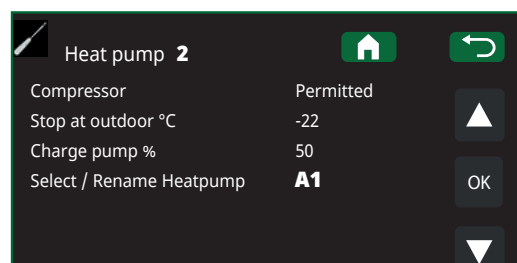 Heat pump 2
Compressor Permitted
Stop at outdoor °C -22
Charge pump % 50
Select / Rename Heatpump A1
OK